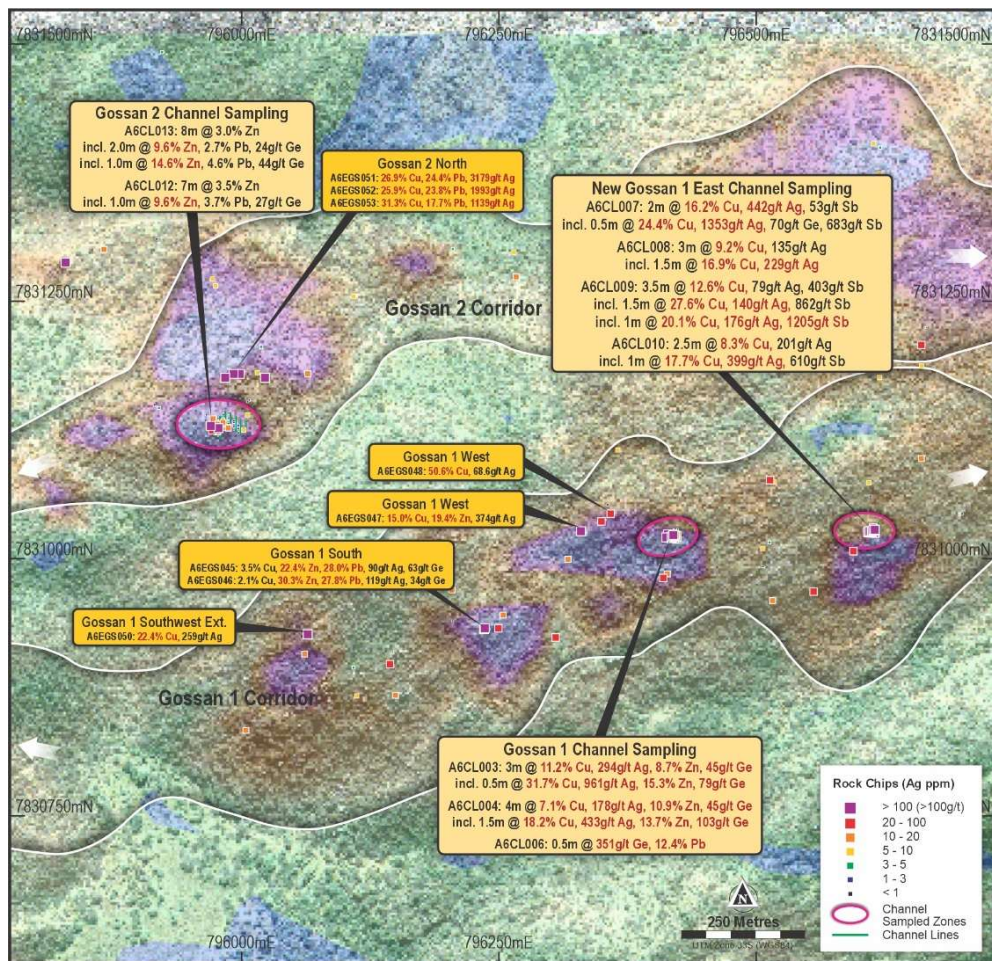 7831500mN
796000mE
796250mE
796500mE
7831500mN
Gossan 2 Channel Sampling
A6CL013: 8m @ 3.0% Zn
incl. 2.0m @ 9.6% Zn, 2.7% Pb, 24g/t Ge
incl. 1.0m @ 14.6% Zn, 4.6% Pb, 44g/t Ge
A6CL012: 7m @ 3.5% Zn
incl. 1.0m @ 9.6% Zn, 3.7% Pb, 27g/t Ge
Gossan 2 North
A6EGS051: 26.9% Cu, 24.4% Pb, 3179g/t Ag
A6EGS052: 25.9% Cu, 23.8% Pb, 1993g/t Ag
A6EGS053: 31.3% Cu, 17.7% Pb, 1139g/t Ag
New Gossan 1 East Channel Sampling
A6CL007: 2m @ 16.2% Cu, 442g/t Ag, 53g/t Sb
incl. 0.5m @ 24.4% Cu, 1353g/t Ag, 70g/t Ge, 683g/t Sb
A6CL008: 3m @ 9.2% Cu, 135g/t Ag
incl. 1.5m @ 16.9% Cu, 229g/t Ag
A6CL009: 3.5m @ 12.6% Cu, 79g/t Ag, 403g/t Sb
incl. 1.5m @ 27.6% Cu, 140g/t Ag, 862g/t Sb
incl. 1m @ 20.1% Cu, 176g/t Ag, 1205g/t Sb
A6CL010: 2.5m @ 8.3% Cu, 201g/t Ag
incl. 1m @ 17.7% Cu, 399g/t Ag, 610g/t Sb
7831250mN
7831250mN
Gossan 2 Corridor
Gossan 1 West
A6EGS048: 50.6% Cu, 68.6g/t Ag
Gossan 1 West
A6EGS047: 15.0% Cu, 19.4% Zn, 374g/t Ag
7831000mN
7831000mN
Gossan 1 South
A6EGS045: 3.5% Cu, 22.4% Zn, 28.0% Pb, 90g/t Ag, 63g/t Ge
A6EGS046: 2.1% Cu, 30.3% Zn, 27.8% Pb, 119g/t Ag, 34g/t Ge
Gossan 1 Southwest Ext.
A6EGS050: 22.4% Cu, 259g/t Ag
Gossan 1 Corridor
Gossan 1 Channel Sampling
A6CL003: 3m @ 11.2% Cu, 294g/t Ag, 8.7% Zn, 45g/t Ge
incl. 0.5m @ 31.7% Cu, 961g/t Ag, 15.3% Zn, 79g/t Ge
A6CL004: 4m @ 7.1% Cu, 178g/t Ag, 10.9% Zn, 45g/t Ge
incl. 1.5m @ 18.2% Cu, 433g/t Ag, 13.7% Zn, 103g/t Ge
A6CL006: 0.5m @ 351g/t Ge, 12.4% Pb
7830750mN
Rock Chips (Ag ppm)
> 100 (>100g/t)
20 - 100
10 - 20
5 - 10
3 - 5
1 - 3
< 1
Channel
Sampled Zones
Channel Lines
N
250 Metres
796000mE
796250mE